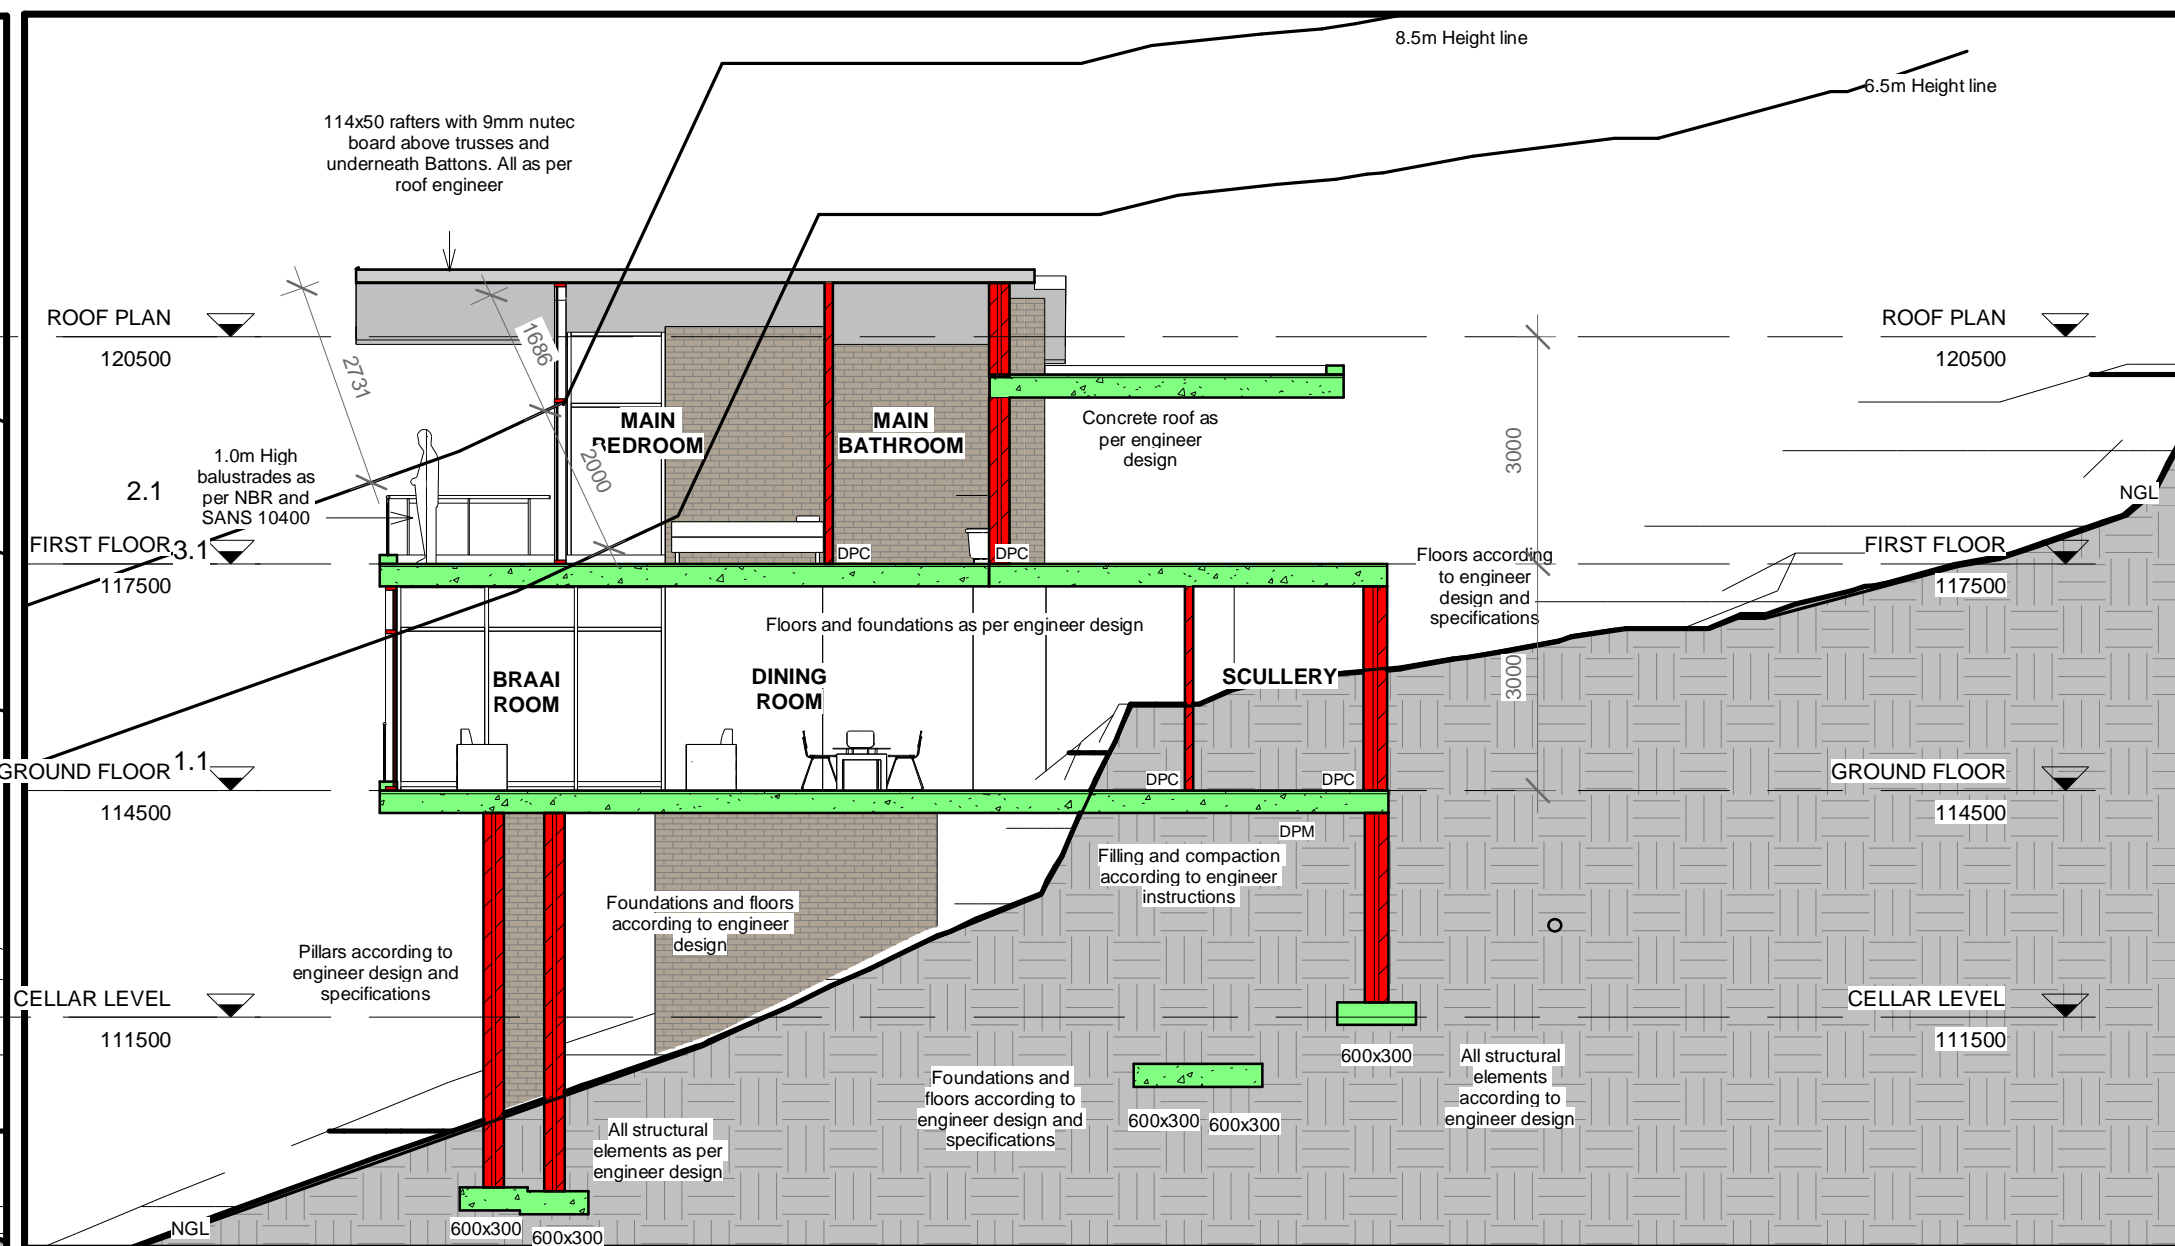 8.5m Height line
6.5m Height line
114x50 rafters with 9mm nutec
board above trusses and
underneath Battons. All as per
roof engineer
ROOF PLAN
120500
ROOF PLAN
120500
2731
1686
2000
MAIN
BEDROOM
MAIN
BATHROOM
Concrete roof as
per engineer
design
3000
1.0m High
balustrades as
per NBR and
SANS 10400
2.1
NGL
FIRST FLOOR
3.1
117500
DPC
DPC
Floors according
to engineer
design and
specifications
FIRST FLOOR
117500
Floors and foundations as per engineer design
BRAAI
ROOM
DINING
ROOM
SCULLERY
3000
GROUND FLOOR
1.1
114500
DPC
DPC
GROUND FLOOR
114500
DPM
Filling and compaction
according to engineer
instructions
Foundations and floors
according to engineer
design
Pillars according to
engineer design and
specifications
CELLAR LEVEL
111500
CELLAR LEVEL
111500
600x300
All structural
elements
according to
engineer design
Foundations and
floors according to
engineer design and
specifications
600x300
600x300
All structural
elements as per
engineer design
NGL
600x300
600x300